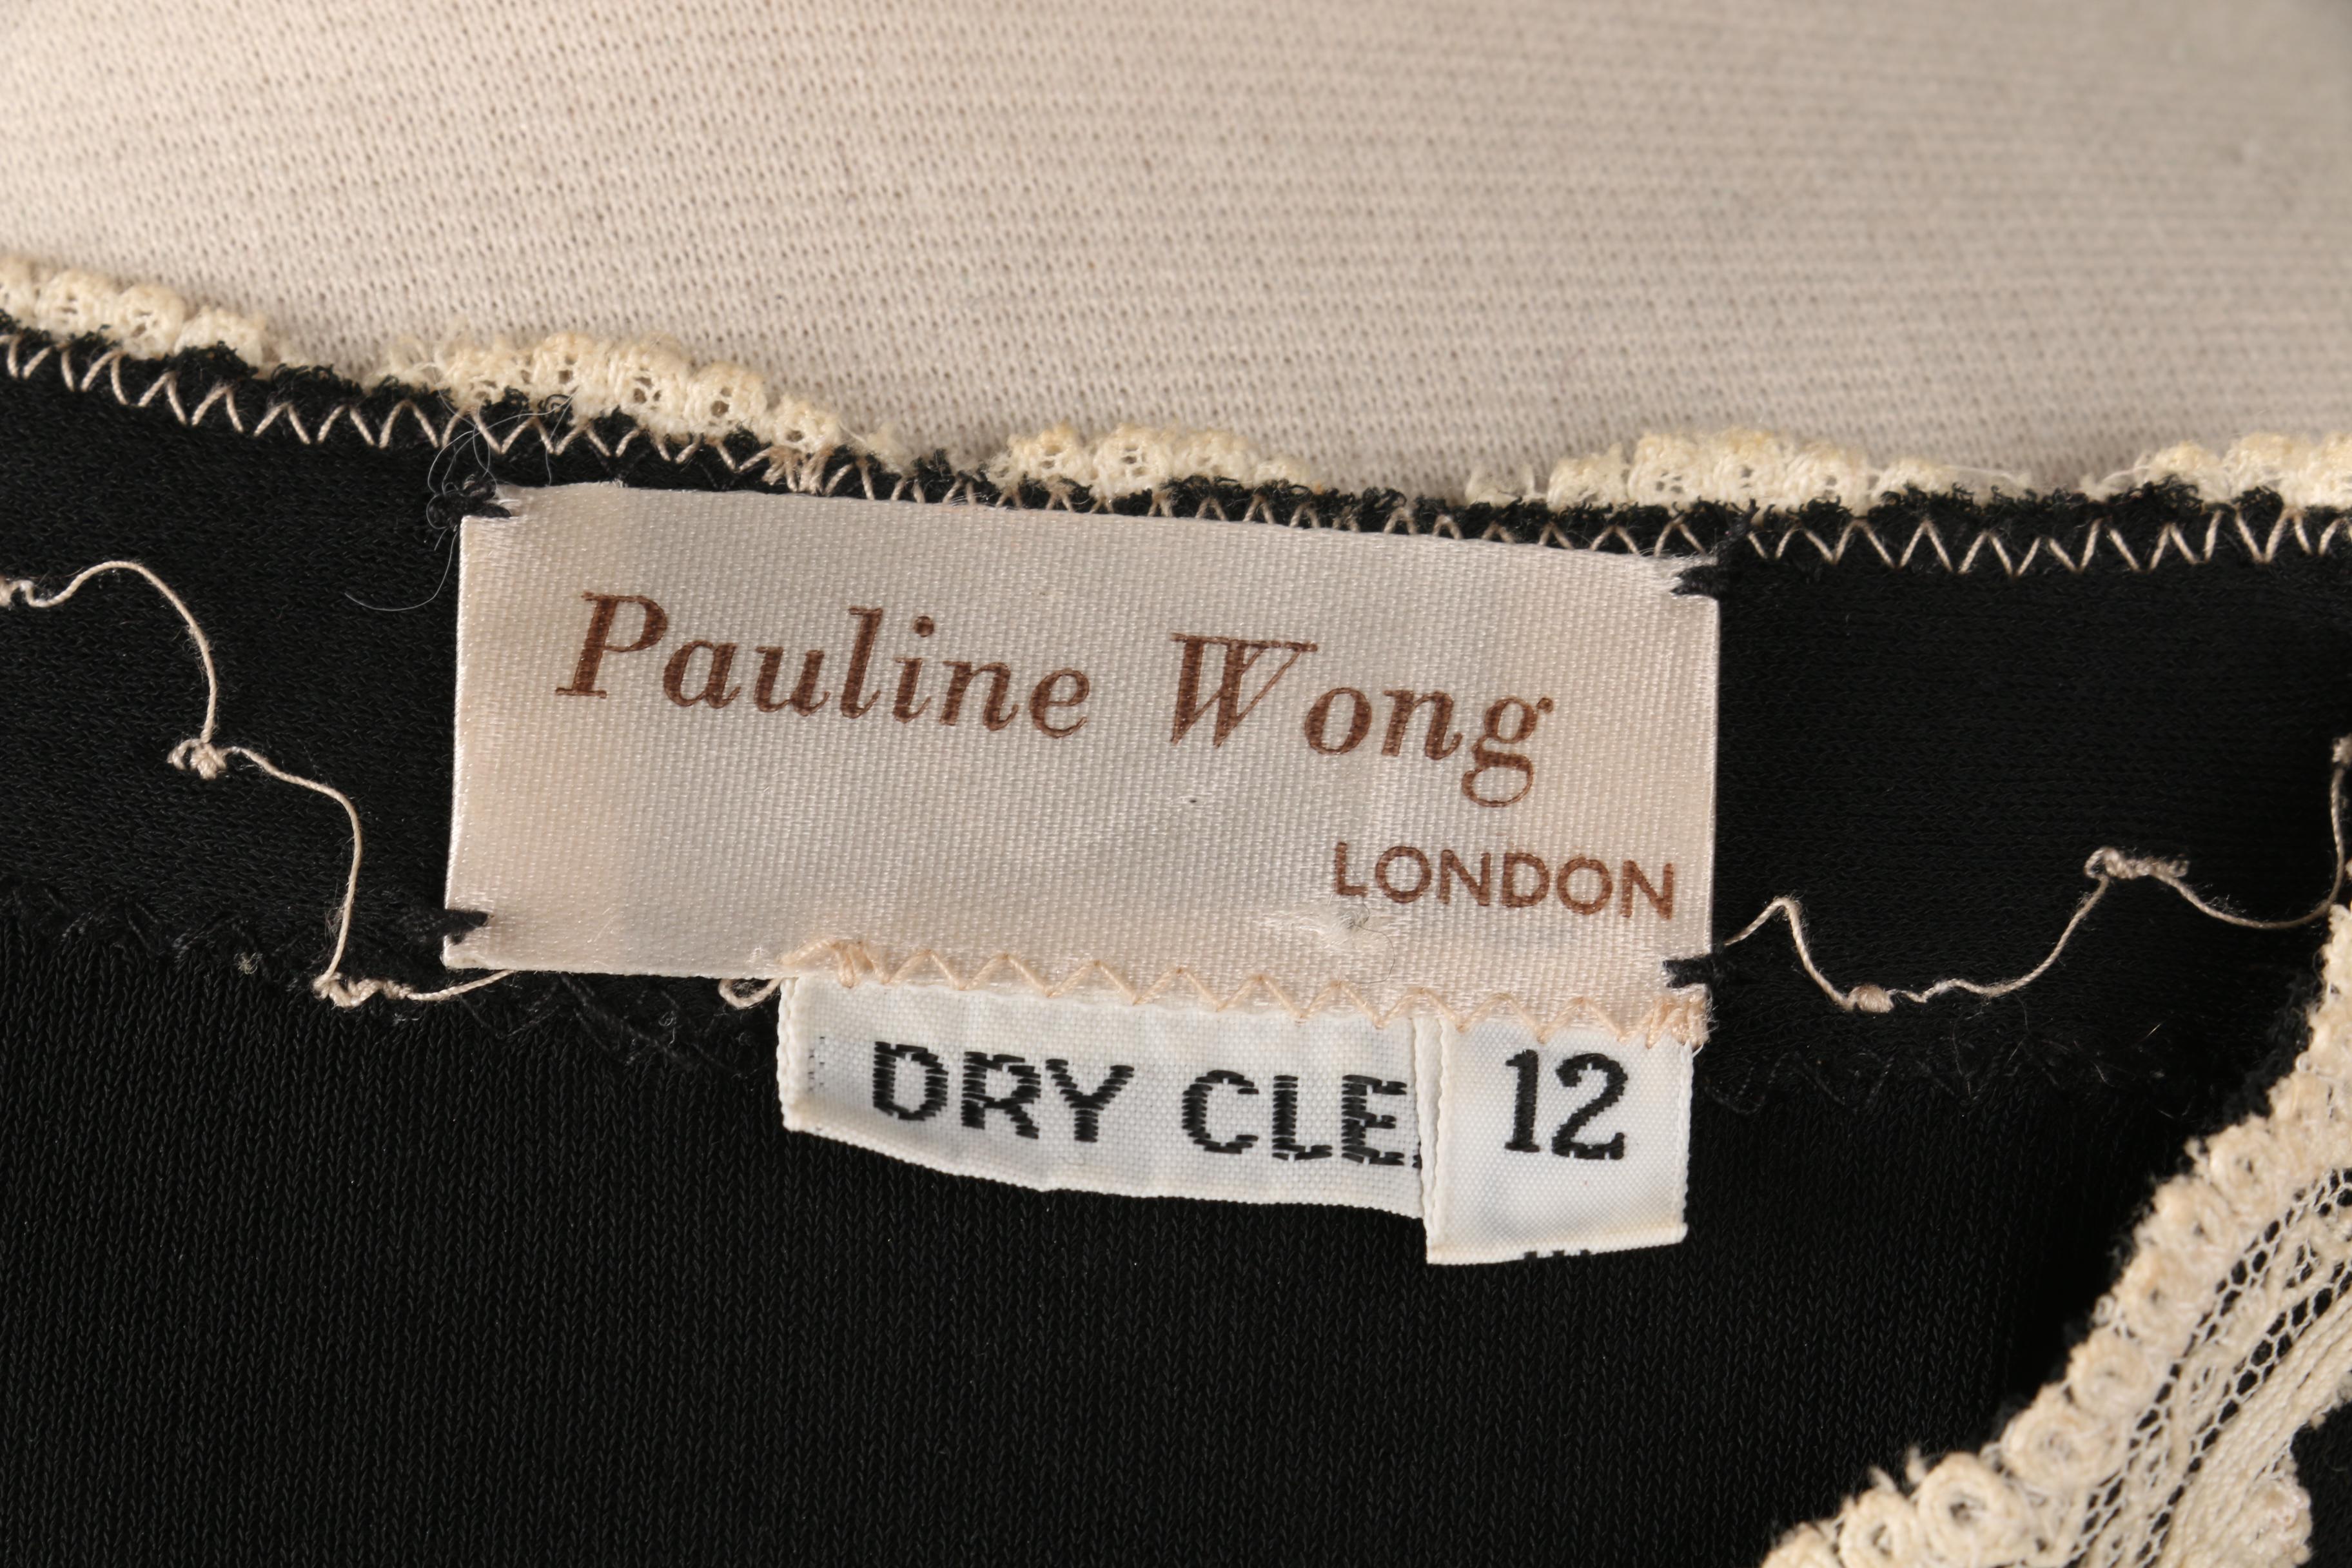 Pauline Wong
LONDON
DRY CLE
12